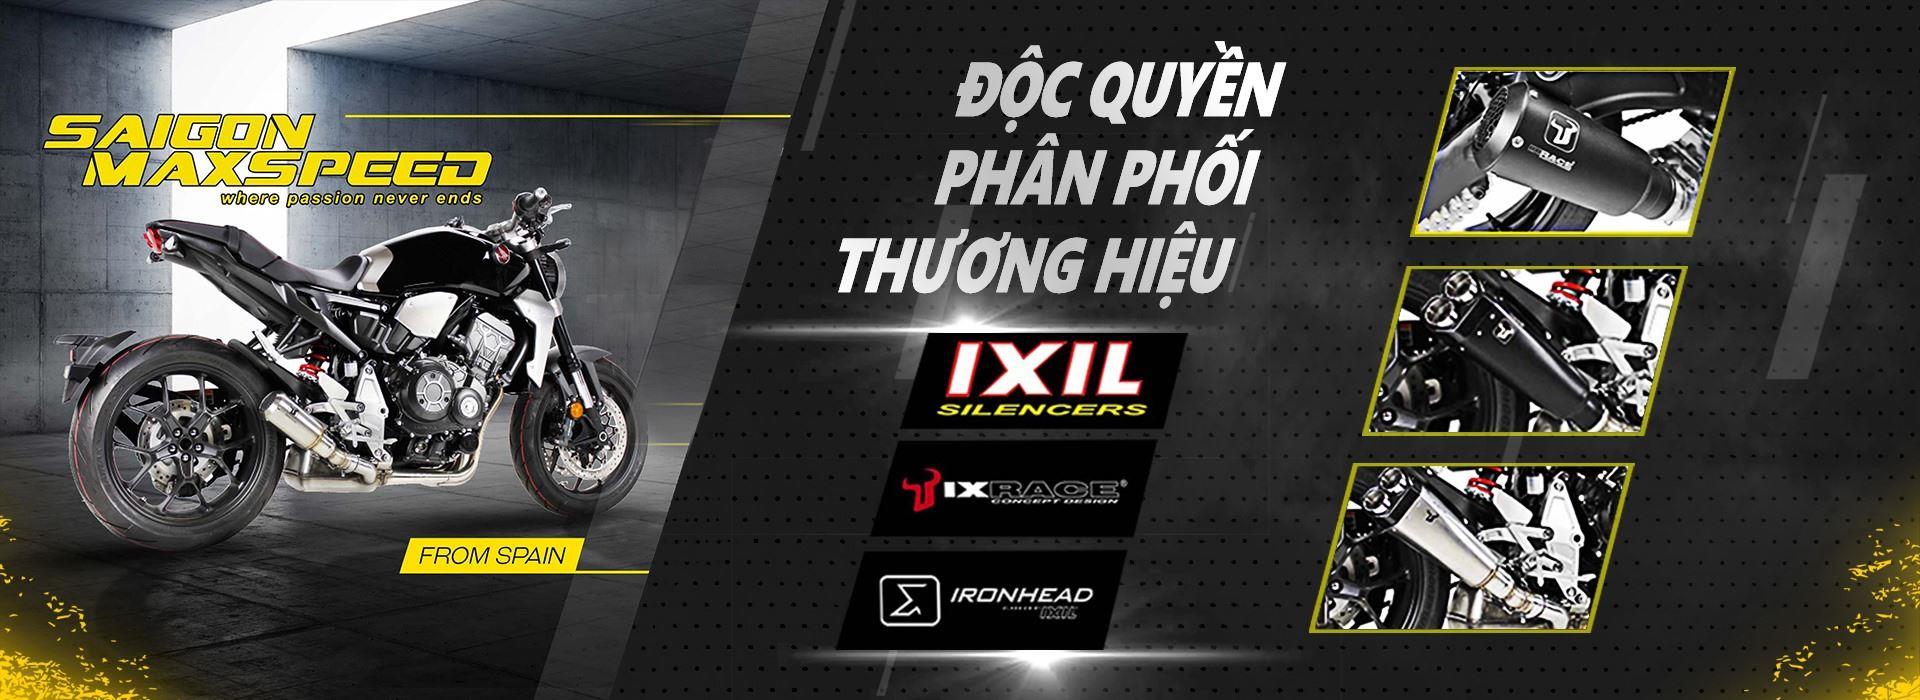 SAIGON
MAXSPEED
where passion never ends
FROM SPAIN
ĐỘC QUYỀN
PHÂN PHỐI
THƯƠNG HIỆU
IXIL
SILENCERS
IXRACE®
CONCEPT DESIGN
IRONHEAD
IXIL
IXRACE